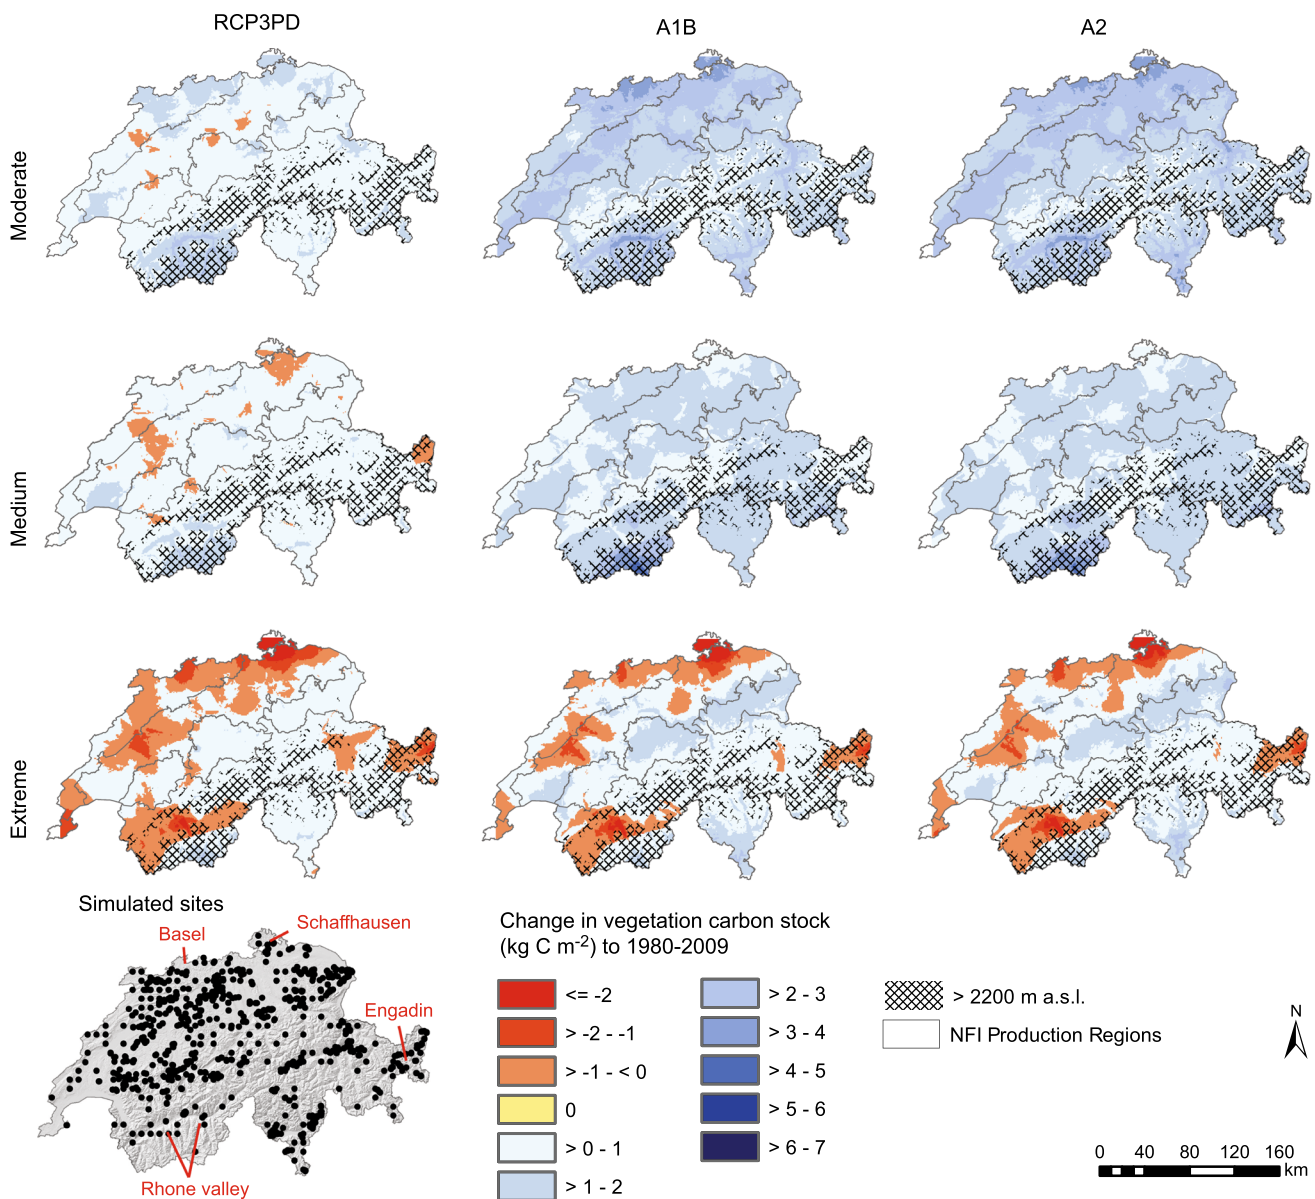 RCP3PD
A1B
A2
Moderate
Medium
Extreme
Simulated sites
Basel
Schaffhausen
Engadin
Rhone valley
Change in vegetation carbon stock
(kg C m-2) to 1980-2009
<= -2
> -2 - -1
> -1 - < 0
0
> 0 - 1
> 1 - 2
> 2 - 3
> 3 - 4
> 4 - 5
> 5 - 6
> 6 - 7
> 2200 m a.s.l.
NFI Production Regions
N
0 40 80 120 160
km